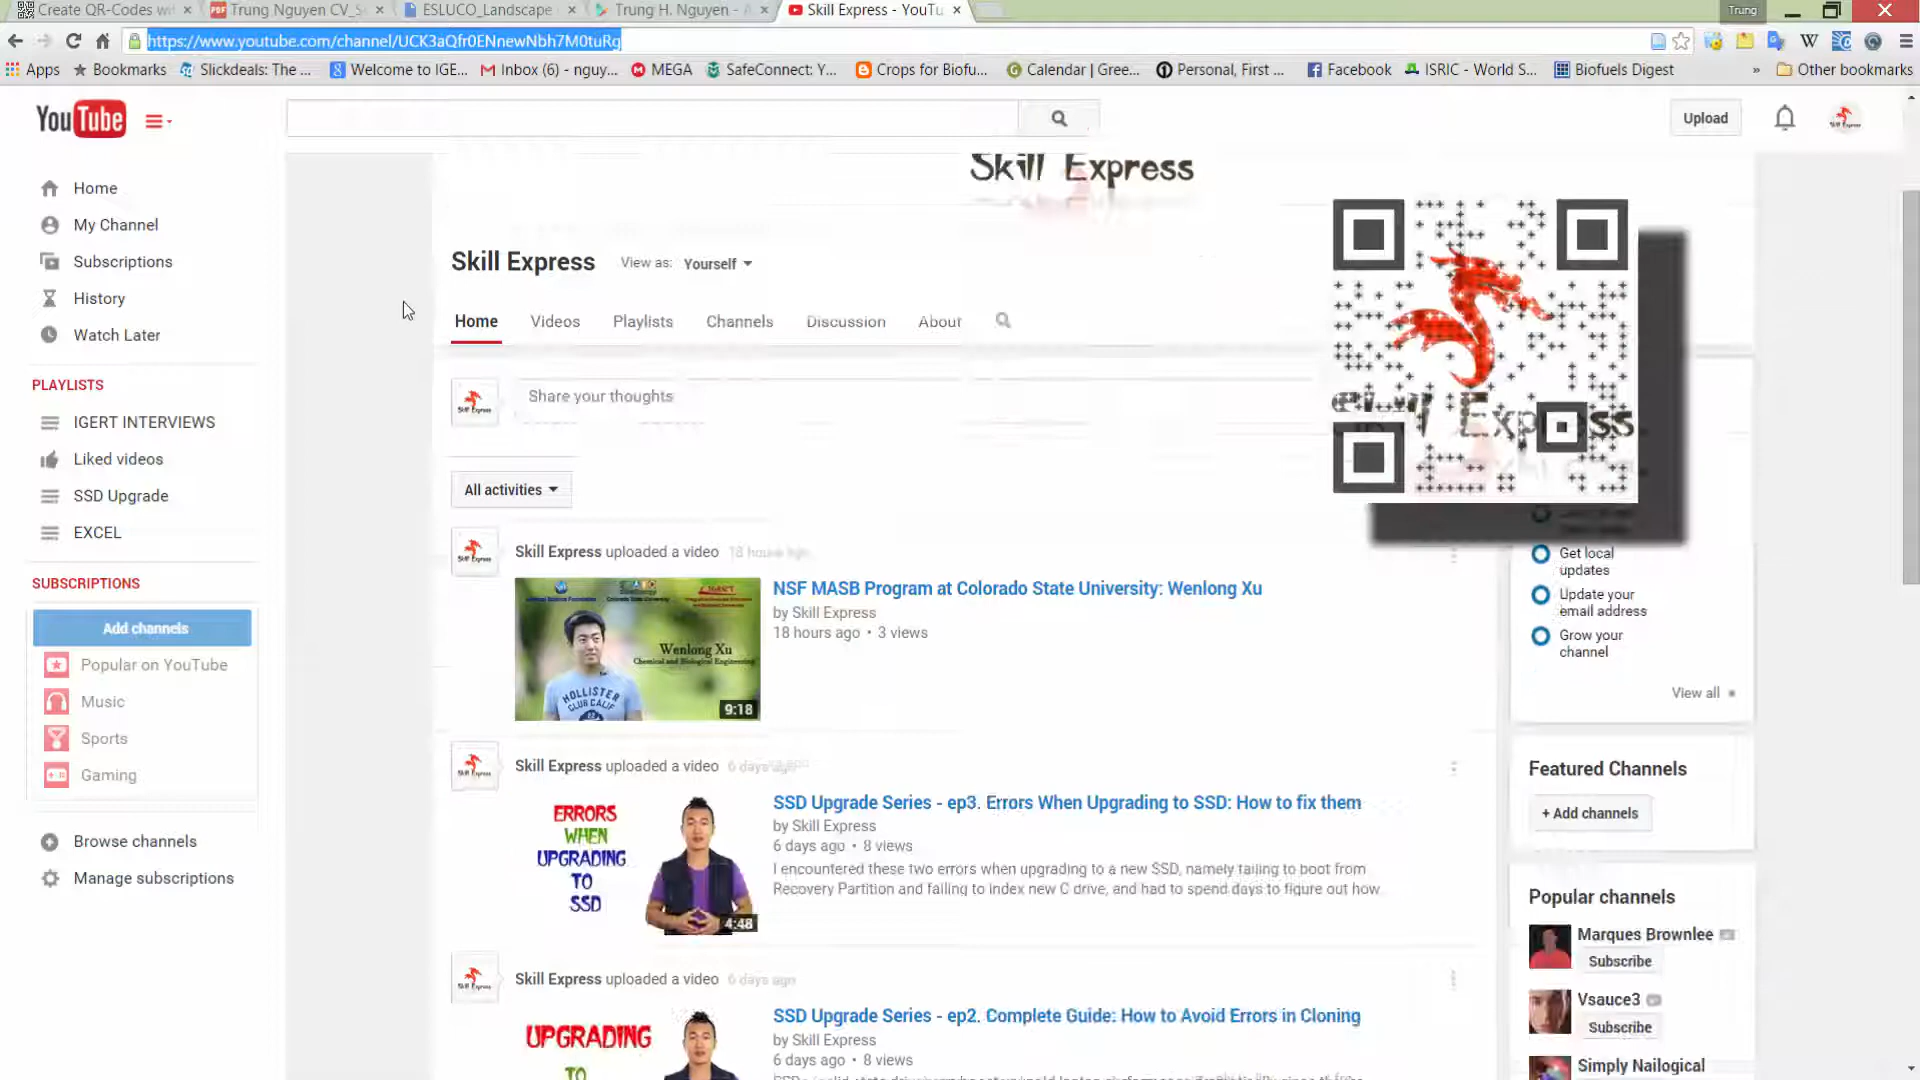 Create QR-Codes wit
Trung Nguyen CV_S
ESLUCO_Landscape
Trung H. Nguyen - A
Skill Express - YouTu
Trung
https://www.youtube.com/channel/UCK3aQfr0ENnewNbh7M0tuRg
Apps
Bookmarks
Slickdeals: The ...
Welcome to IGE...
Inbox (6) - nguy...
MEGA
SafeConnect: Y...
Crops for Biofu...
Calendar | Gree...
Personal, First ...
Facebook
ISRIC - World S...
Biofuels Digest
»
Other bookmarks
YouTube
Upload
Home
My Channel
Subscriptions
History
Watch Later
PLAYLISTS
IGERT INTERVIEWS
Liked videos
SSD Upgrade
EXCEL
SUBSCRIPTIONS
Add channels
Popular on YouTube
Music
Sports
Gaming
Browse channels
Manage subscriptions
Skill Express
Skill Express
View as: Yourself
Home
Videos
Playlists
Channels
Discussion
About
Share your thoughts
All activities
Skill Express uploaded a video 18 hours ago
NSF MASB Program at Colorado State University: Wenlong Xu
by Skill Express
18 hours ago • 3 views
Wenlong Xu
Chemical and Biological Engineering
HOLLISTER
CLUB CALIF
9:18
Skill Express uploaded a video 6 days ago
SSD Upgrade Series - ep3. Errors When Upgrading to SSD: How to fix them
by Skill Express
6 days ago • 8 views
I encountered these two errors when upgrading to a new SSD, namely failing to boot from
Recovery Partition and failing to index new C drive, and had to spend days to figure out how
ERRORS
WHEN
UPGRADING
TO
SSD
4:48
Skill Express uploaded a video 6 days ago
SSD Upgrade Series - ep2. Complete Guide: How to Avoid Errors in Cloning
by Skill Express
6 days ago • 8 views
UPGRADING
TO
Get local
updates
Update your
email address
Grow your
channel
View all
Featured Channels
+ Add channels
Popular channels
Marques Brownlee
Subscribe
Vsauce3
Subscribe
Simply Nailogical